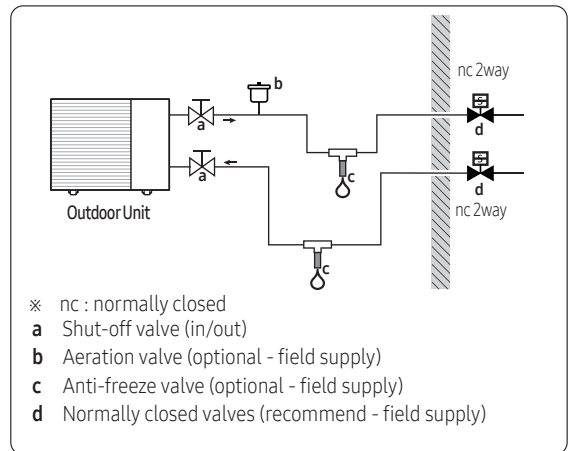 nc 2way
b
S
a
d
S
a
c
d
Outdoor Unit
nc 2way
c
※ nc : normally closed
a Shut-off valve (in/out)
b Aeration valve (optional - field supply)
c Anti-freeze valve (optional - field supply)
d Normally closed valves (recommend - field supply)